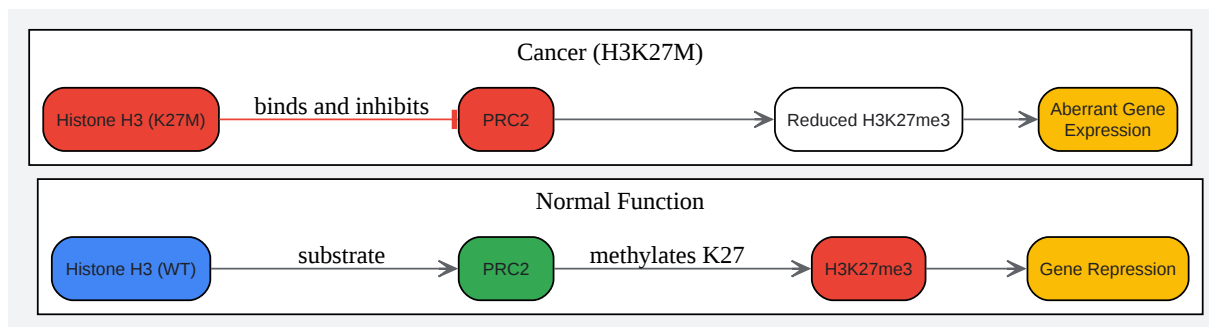 Cancer (H3K27M)
Histone H3 (K27M)
binds and inhibits
PRC2
Reduced H3K27me3
Aberrant Gene
Expression
Normal Function
Histone H3 (WT)
substrate
PRC2
methylates K27
H3K27me3
Gene Repression